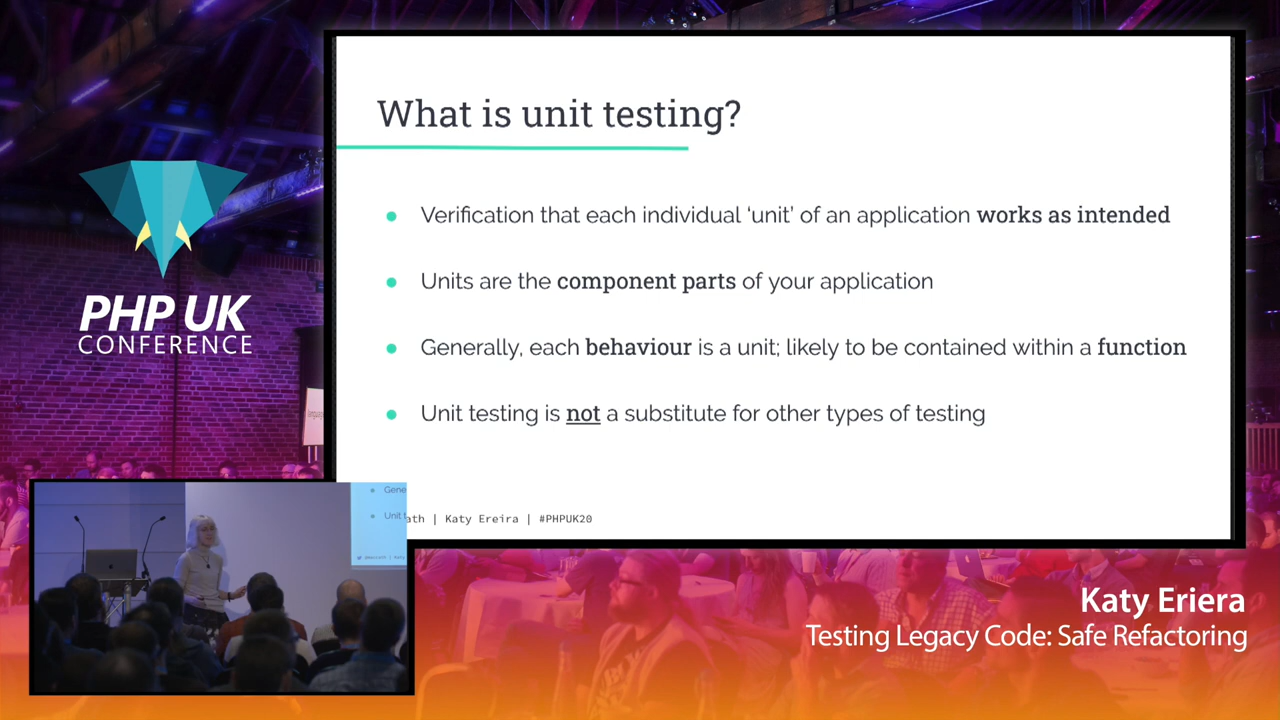 What is unit testing?
Verification that each individual ‘unit’ of an application works as intended
Units are the component parts of your application
Generally, each behaviour is a unit; likely to be contained within a function
Unit testing is not a substitute for other types of testing
ath | Katy Ereira | #PHPUK20
PHP UK
CONFERENCE
Gene
Unit t
Katy Eriera
Testing Legacy Code: Safe Refactoring